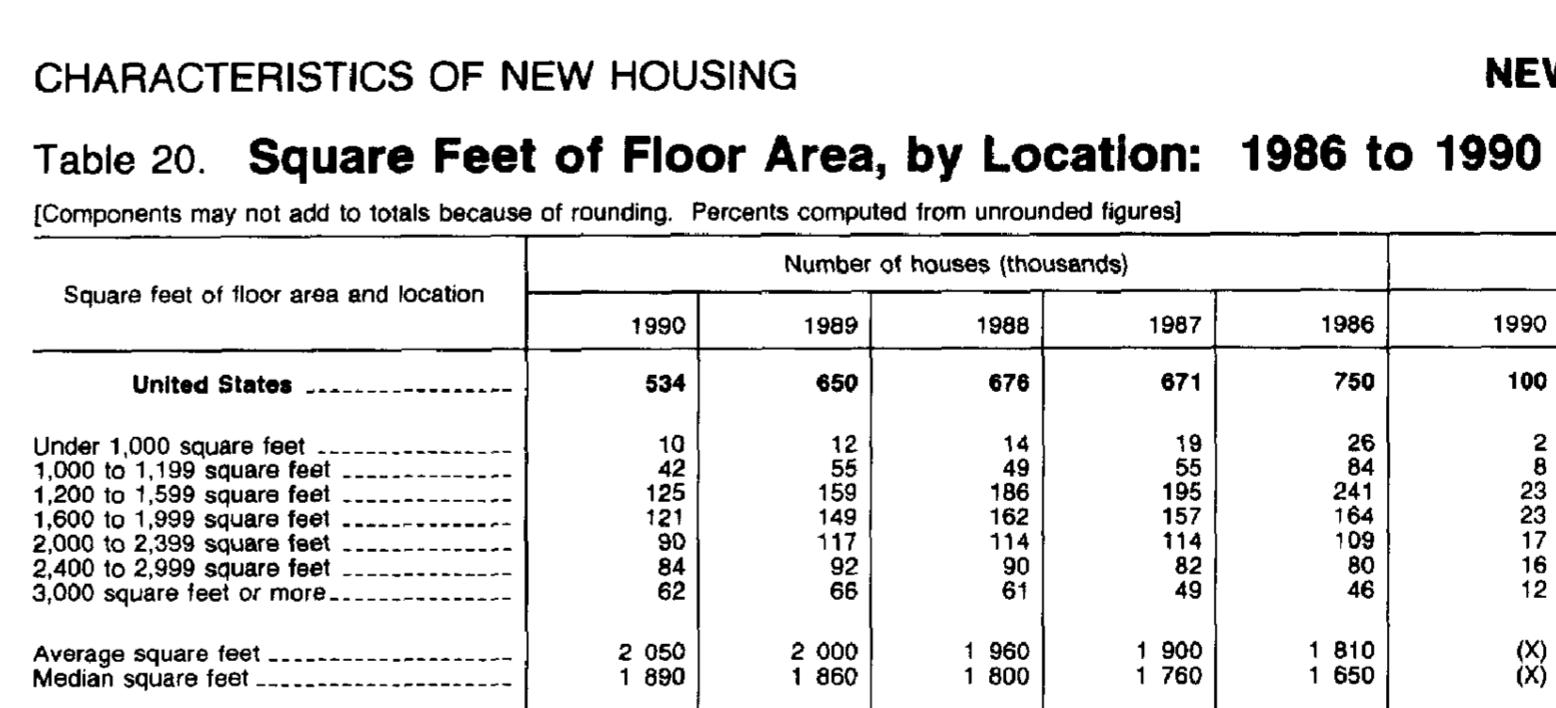 CHARACTERISTICS OF NEW HOUSING
Table 20. Square Feet of Floor Area, by Location: 1986 to 1990
[Components may not add to totals because of rounding. Percents computed from unrounded figures]
Square feet of floor area and location
Number of houses (thousands)
1990 1989 1988 1987 1986 1990
United States 534 650 676 671 750 100
Under 1,000 square feet 10 12 14 19 26 2
1,000 to 1,199 square feet 42 55 49 55 84 8
1,200 to 1,599 square feet 125 159 186 195 241 23
1,600 to 1,999 square feet 121 149 162 157 164 23
2,000 to 2,399 square feet 90 117 114 114 109 17
2,400 to 2,999 square feet 84 92 90 82 80 16
3,000 square feet or more 62 66 61 49 46 12
Average square feet 2 050 2 000 1 960 1 900 1 810 (X)
Median square feet 1 890 1 860 1 800 1 760 1 650 (X)